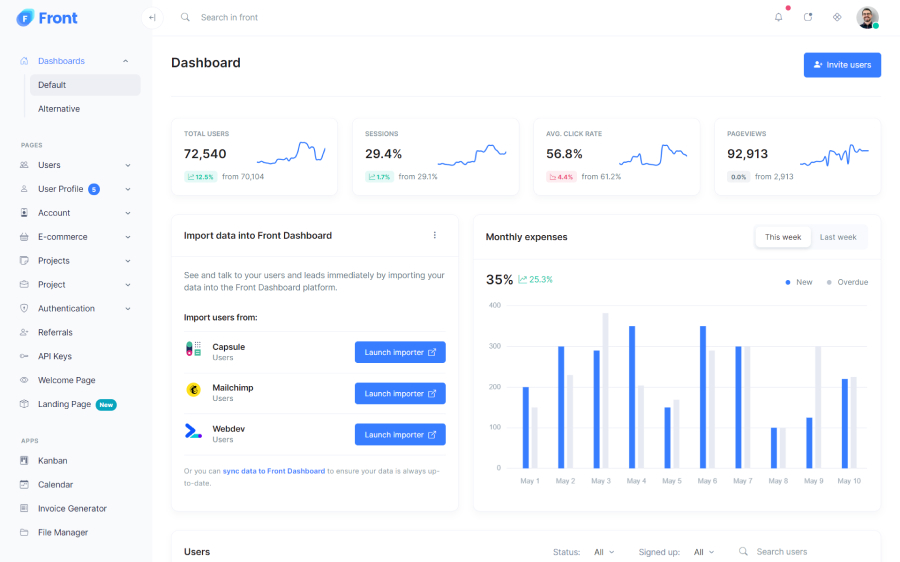 Front
Search in front
Dashboards
Default
Alternative
PAGES
Users
User Profile 5
Account
E-commerce
Projects
Project
Authentication
Referrals
API Keys
Welcome Page
Landing Page New
APPS
Kanban
Calendar
Invoice Generator
File Manager
Dashboard
Invite users
TOTAL USERS
72,540
12.5% from 70,104
SESSIONS
29.4%
1.7% from 29.1%
AVG. CLICK RATE
56.8%
4.4% from 61.2%
PAGEVIEWS
92,913
0.0% from 2,913
Import data into Front Dashboard
See and talk to your users and leads immediately by importing your
data into the Front Dashboard platform.
Import users from:
Capsule
Users
Launch importer
Mailchimp
Users
Launch importer
Webdev
Users
Launch importer
Or you can sync data to Front Dashboard to ensure your data is always up-
to-date.
Monthly expenses
This week Last week
35% 25.3%
New Overdue
400
300
200
100
0
May 1 May 2 May 3 May 4 May 5 May 6 May 7 May 8 May 9 May 10
Users
Status: All Signed up: All Search users